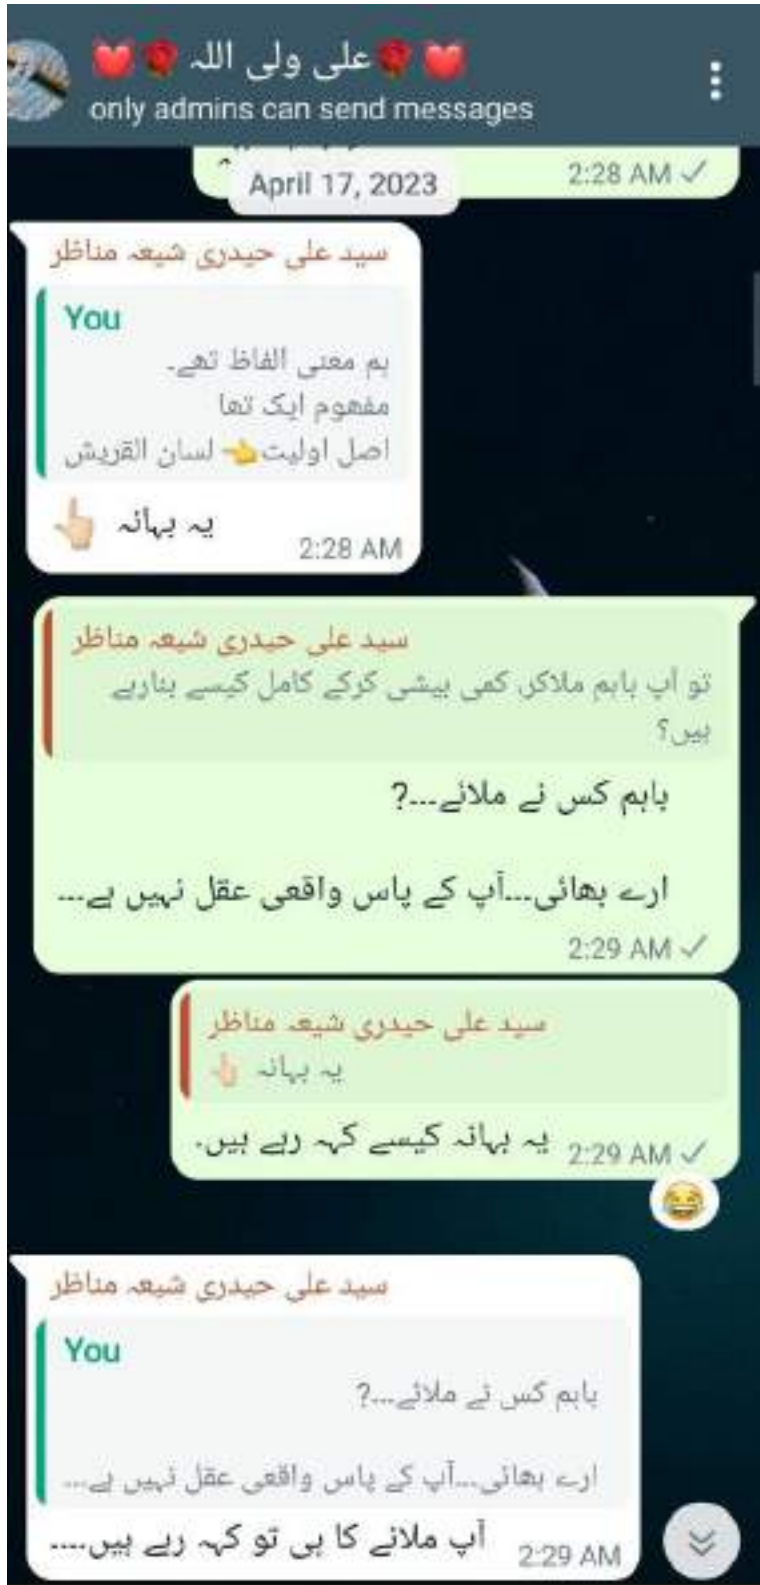 💓🌹علی ولی اللہ🌹💓
only admins can send messages
2:28 AM
April 17, 2023
سید علی حیدری شیعہ مناظر
You
ہم معنی الفاظ تھے۔
مفہوم ایک تھا
اصل اولیت👈 لسان القریش
یہ بہانہ 👆🏻
2:28 AM
سید علی حیدری شیعہ مناظر
تو آپ باہم ملاکر، کمی بیشی کرکے کامل کیسے بنارہے
ہیں؟
باہم کس نے ملائے...?
ارے بھائی...آپ کے پاس واقعی عقل نہیں ہے...
2:29 AM
سید علی حیدری شیعہ مناظر
یہ بہانہ 👆🏻
یہ بہانہ کیسے کہہ رہے ہیں۔
2:29 AM
😂
سید علی حیدری شیعہ مناظر
You
باہم کس نے ملائے...?
ارے بھائی...آپ کے پاس واقعی عقل نہیں ہے...
آپ ملانے کا ہی تو کہہ رہے ہیں....
2:29 AM